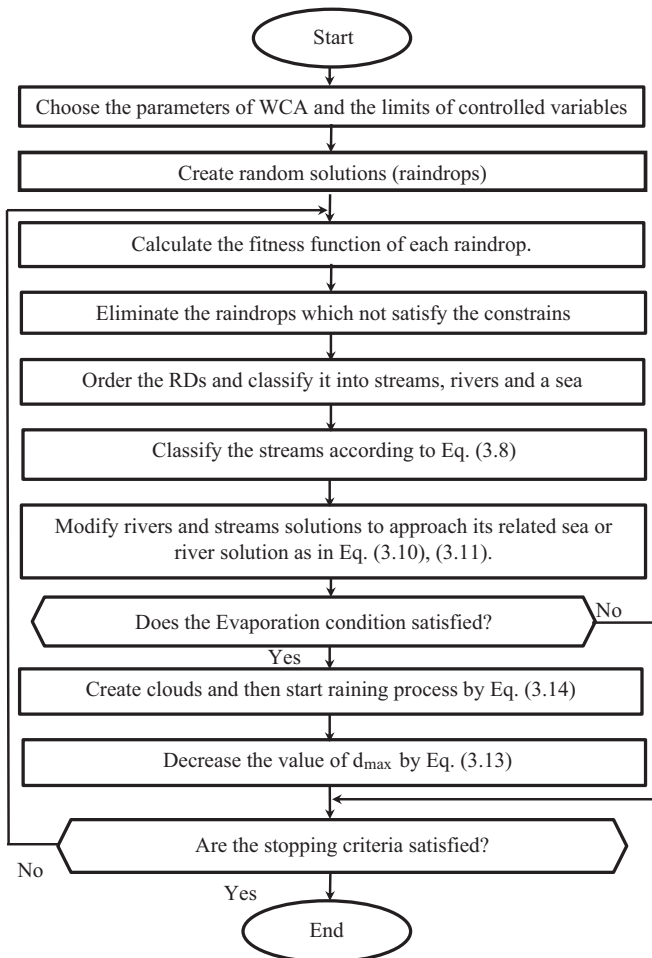 Start
Choose the parameters of WCA and the limits of controlled variables
Create random solutions (raindrops)
Calculate the fitness function of each raindrop.
Eliminate the raindrops which not satisfy the constrains
Order the RDs and classify it into streams, rivers and a sea
Classify the streams according to Eq. (3.8)
Modify rivers and streams solutions to approach its related sea or
river solution as in Eq. (3.10), (3.11).
Does the Evaporation condition satisfied?
No
Yes
Create clouds and then start raining process by Eq. (3.14)
Decrease the value of dmax by Eq. (3.13)
Are the stopping criteria satisfied?
No
Yes
End